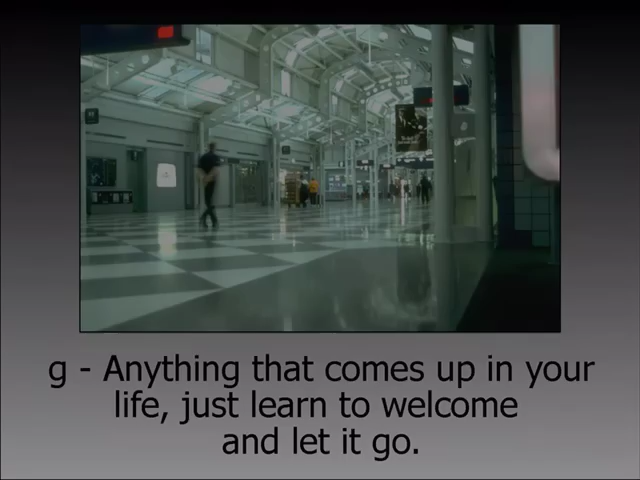 g - Anything that comes up in your
life, just learn to welcome
and let it go.